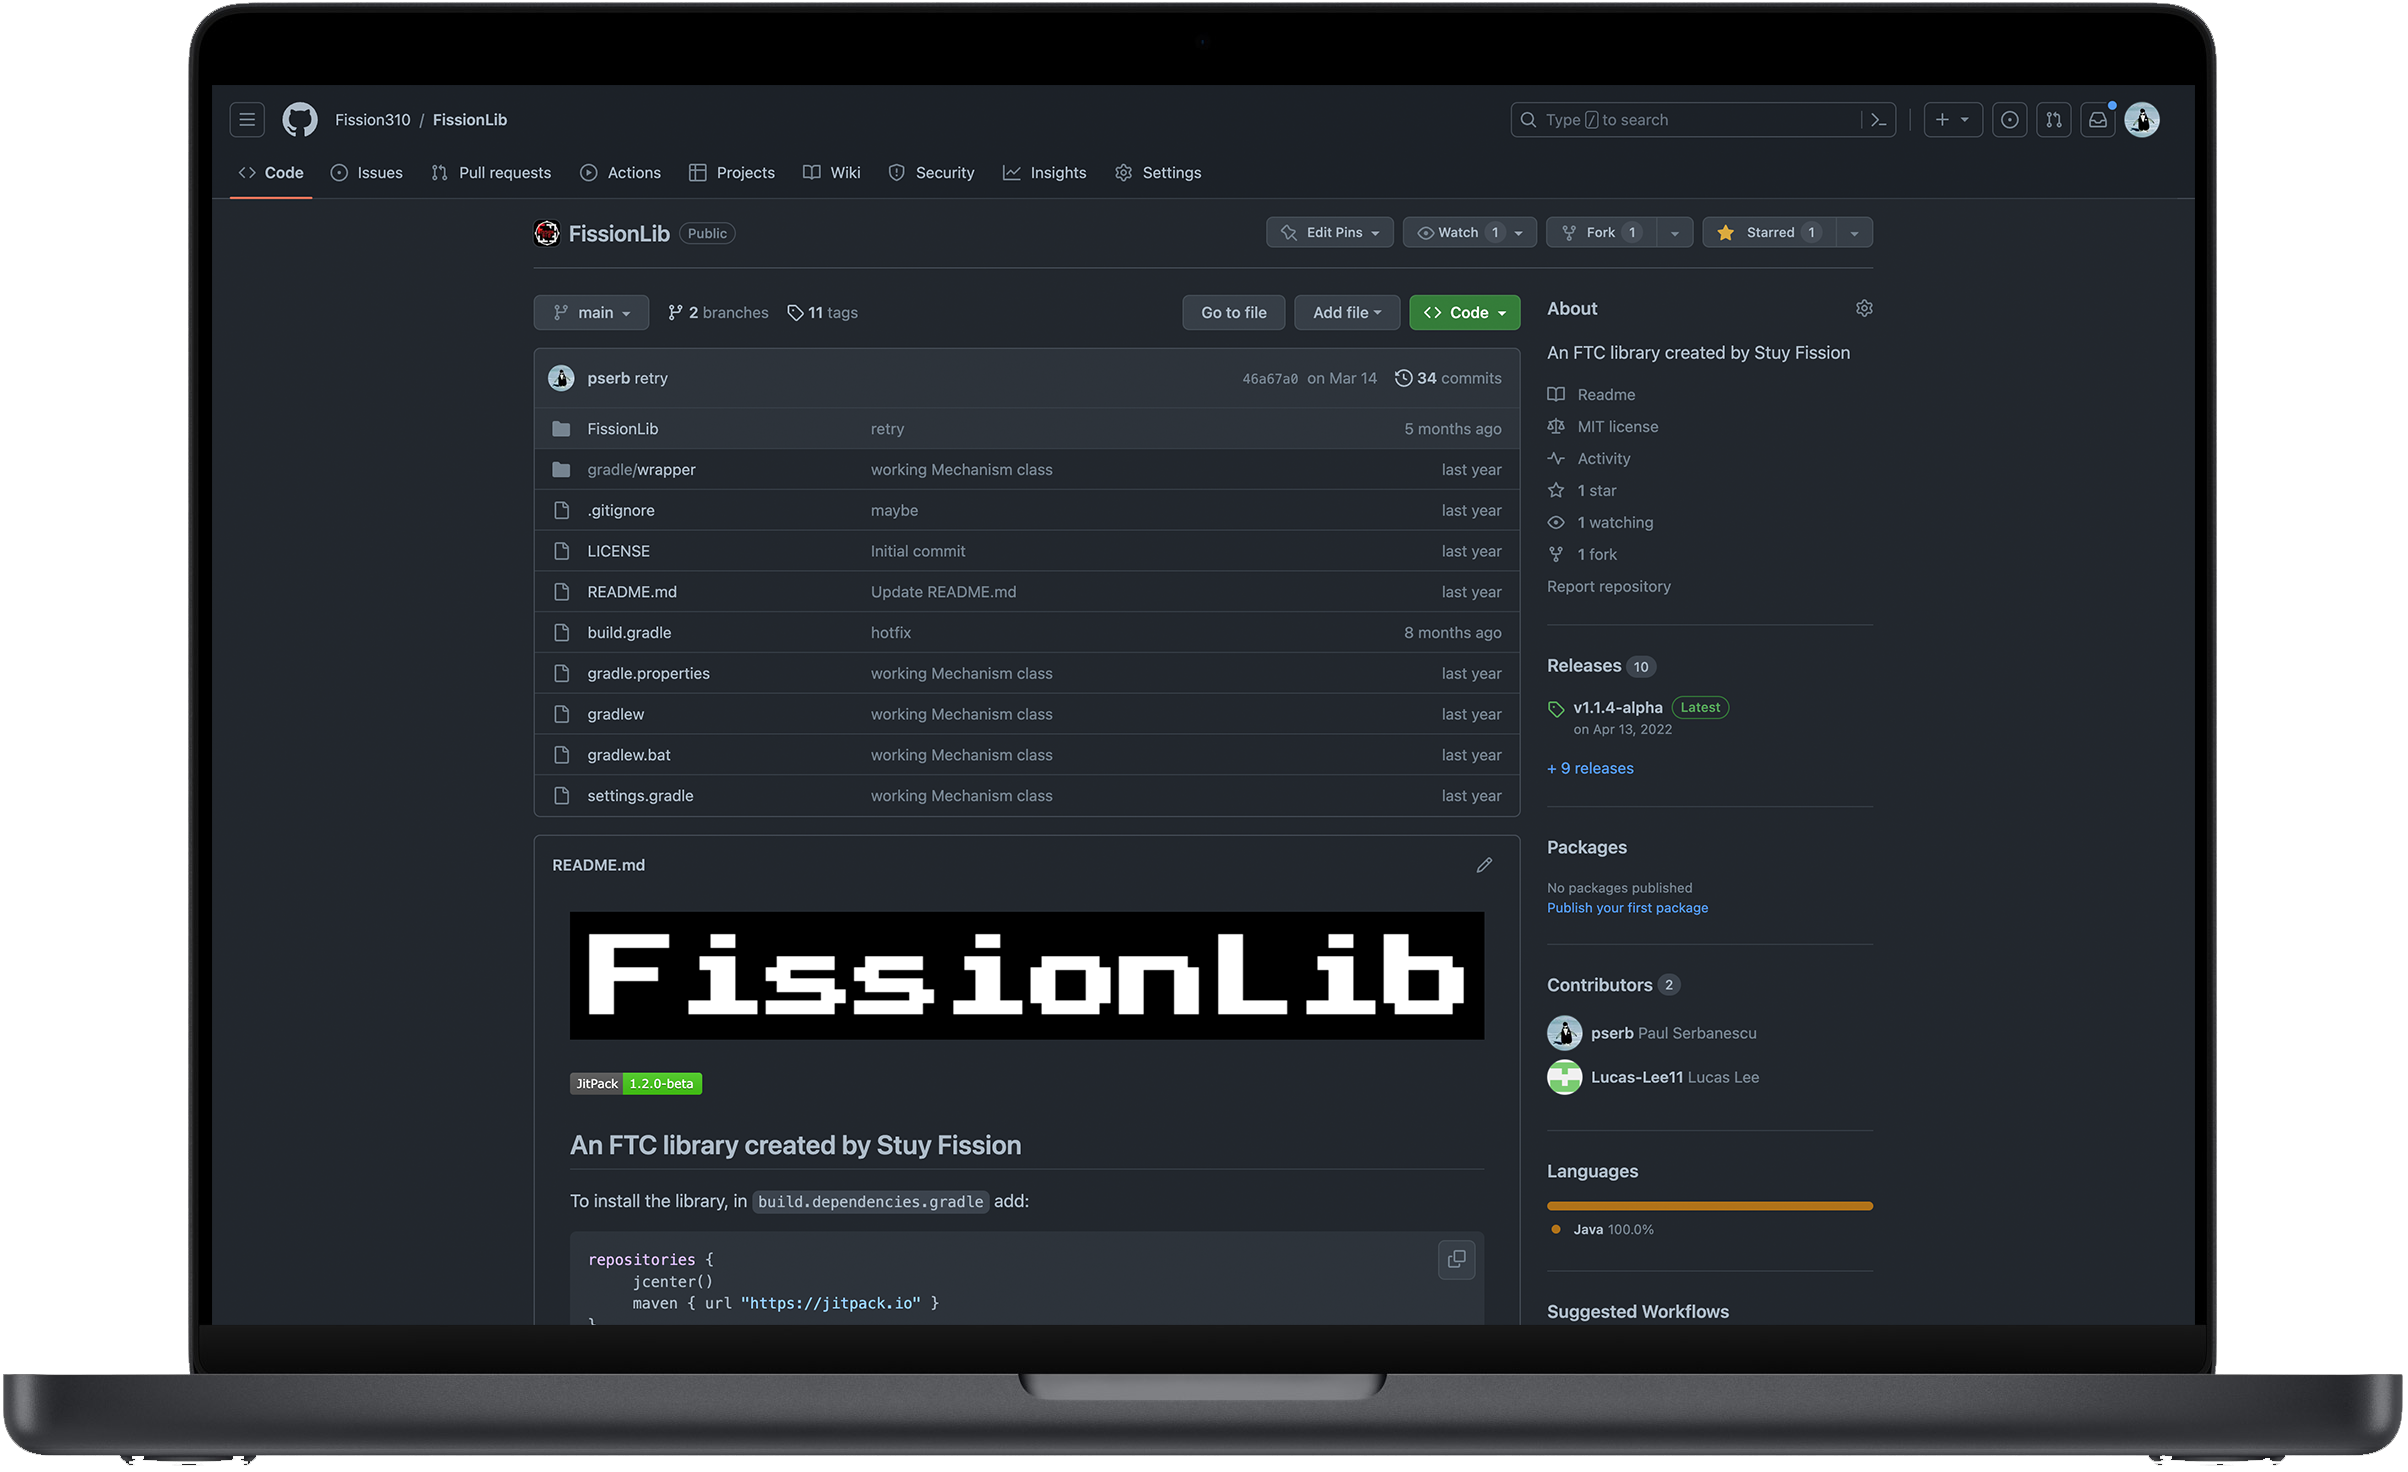 Fission310 / FissionLib
Type / to search
Code Issues Pull requests Actions Projects Wiki Security Insights Settings
FissionLib Public
Edit Pins Watch 1 Fork 1 Starred 1
main 2 branches 11 tags Go to file Add file Code
pserb retry 46a67a0 on Mar 14 34 commits
FissionLib retry 5 months ago
gradle/wrapper working Mechanism class last year
.gitignore maybe last year
LICENSE Initial commit last year
README.md Update README.md last year
build.gradle hotfix 8 months ago
gradle.properties working Mechanism class last year
gradlew working Mechanism class last year
gradlew.bat working Mechanism class last year
settings.gradle working Mechanism class last year
README.md
FissionLib
JitPack 1.2.0-beta
An FTC library created by Stuy Fission
To install the library, in build.dependencies.gradle add:
repositories {
jcenter()
maven { url "https://jitpack.io" }
}
About
An FTC library created by Stuy Fission
Readme
MIT license
Activity
1 star
1 watching
1 fork
Report repository
Releases 10
v1.1.4-alpha Latest
on Apr 13, 2022
+ 9 releases
Packages
No packages published
Publish your first package
Contributors 2
pserb Paul Serbanescu
Lucas-Lee11 Lucas Lee
Languages
Java 100.0%
Suggested Workflows